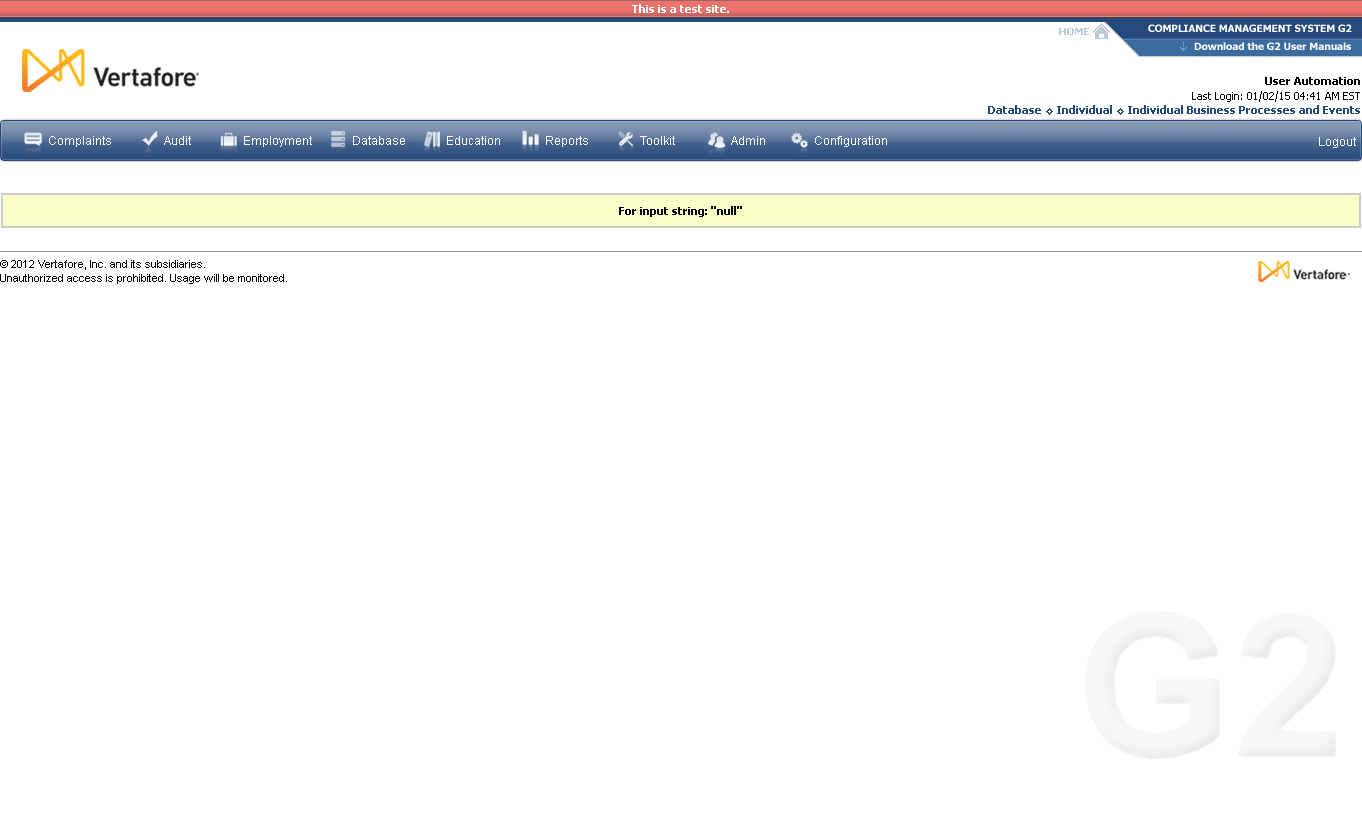 This is a test site.
HOME
COMPLIANCE MANAGEMENT SYSTEM G2
Download the G2 User Manuals
Vertafore
User Automation
Last Login: 01/02/15 04:41 AM EST
Database ◇ Individual ◇ Individual Business Processes and Events
Complaints Audit Employment Database Education Reports Toolkit Admin Configuration Logout
For input string: "null"
© 2012 Vertafore, Inc. and its subsidiaries.
Unauthorized access is prohibited. Usage will be monitored.
Vertafore
G2